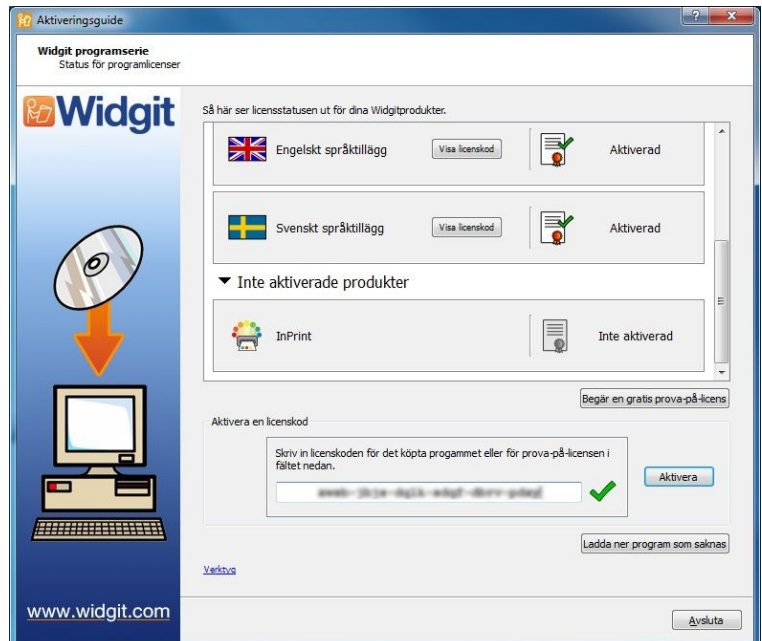 Aktiveringsguide
Widgit programserie
Status för programlicenser
Widgit
Så här ser licensstatusen ut för dina Widgitprodukter.
Engelskt språktillägg
Visa licenskod
Aktiverad
Svenskt språktillägg
Visa licenskod
Aktiverad
Inte aktiverade produkter
InPrint
Inte aktiverad
Begär en gratis prova-på-licens
Aktivera en licenskod
Skriv in licenskoden för det köpta progammet eller för prova-på-licensen i
fältet nedan.
Aktivera
Ladda ner program som saknas
Verktyg
www.widgit.com
Avsluta